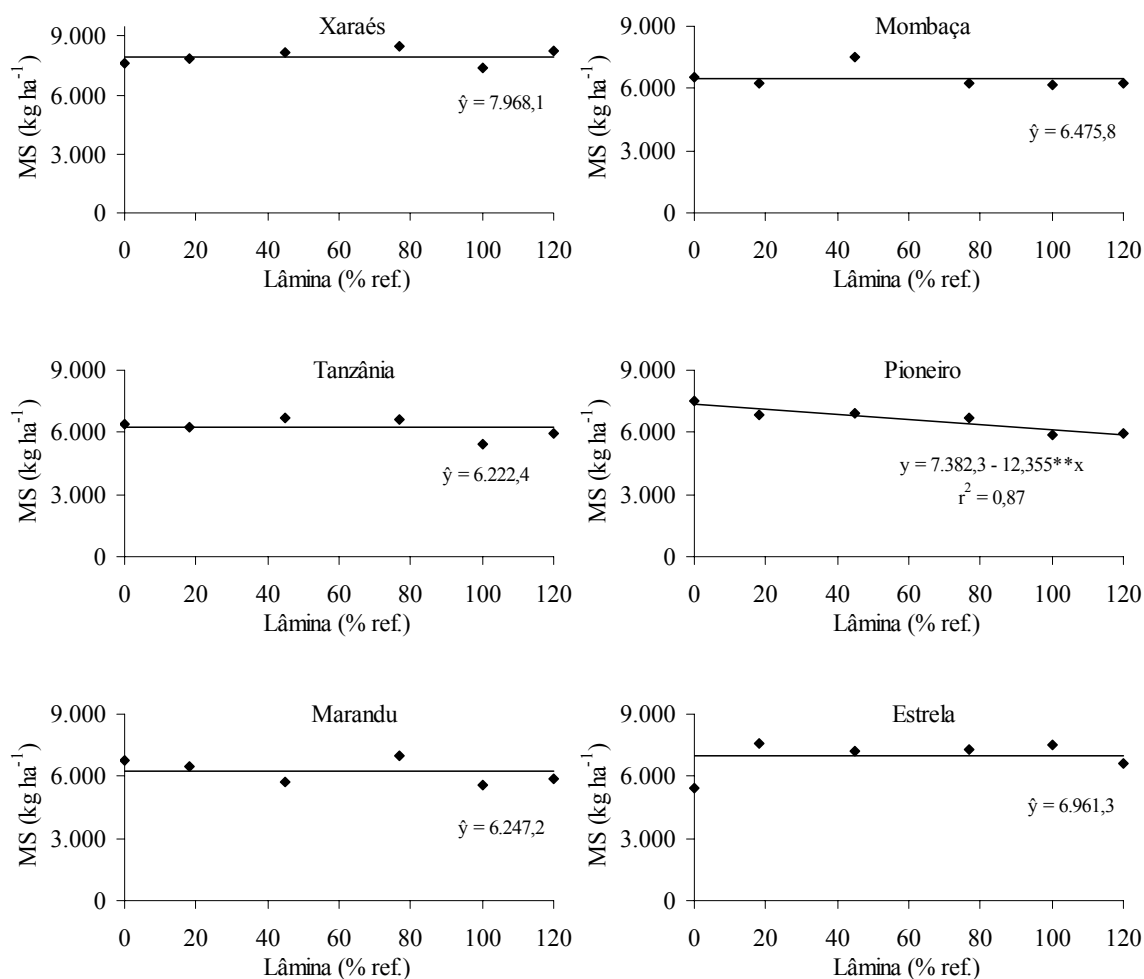 Xaraés
MS (kg ha⁻¹)
9.000
6.000
3.000
0
ŷ = 7.968,1
0 20 40 60 80 100 120
Lâmina (% ref.)
Mombaça
MS (kg ha⁻¹)
9.000
6.000
3.000
0
ŷ = 6.475,8
0 20 40 60 80 100 120
Lâmina (% ref.)
Tanzânia
MS (kg ha⁻¹)
9.000
6.000
3.000
0
ŷ = 6.222,4
0 20 40 60 80 100 120
Lâmina (% ref.)
Pioneiro
MS (kg ha⁻¹)
9.000
6.000
3.000
0
y = 7.382,3 - 12,355**x
r² = 0,87
0 20 40 60 80 100 120
Lâmina (% ref.)
Marandu
MS (kg ha⁻¹)
9.000
6.000
3.000
0
ŷ = 6.247,2
0 20 40 60 80 100 120
Lâmina (% ref.)
Estrela
MS (kg ha⁻¹)
9.000
6.000
3.000
0
ŷ = 6.961,3
0 20 40 60 80 100 120
Lâmina (% ref.)